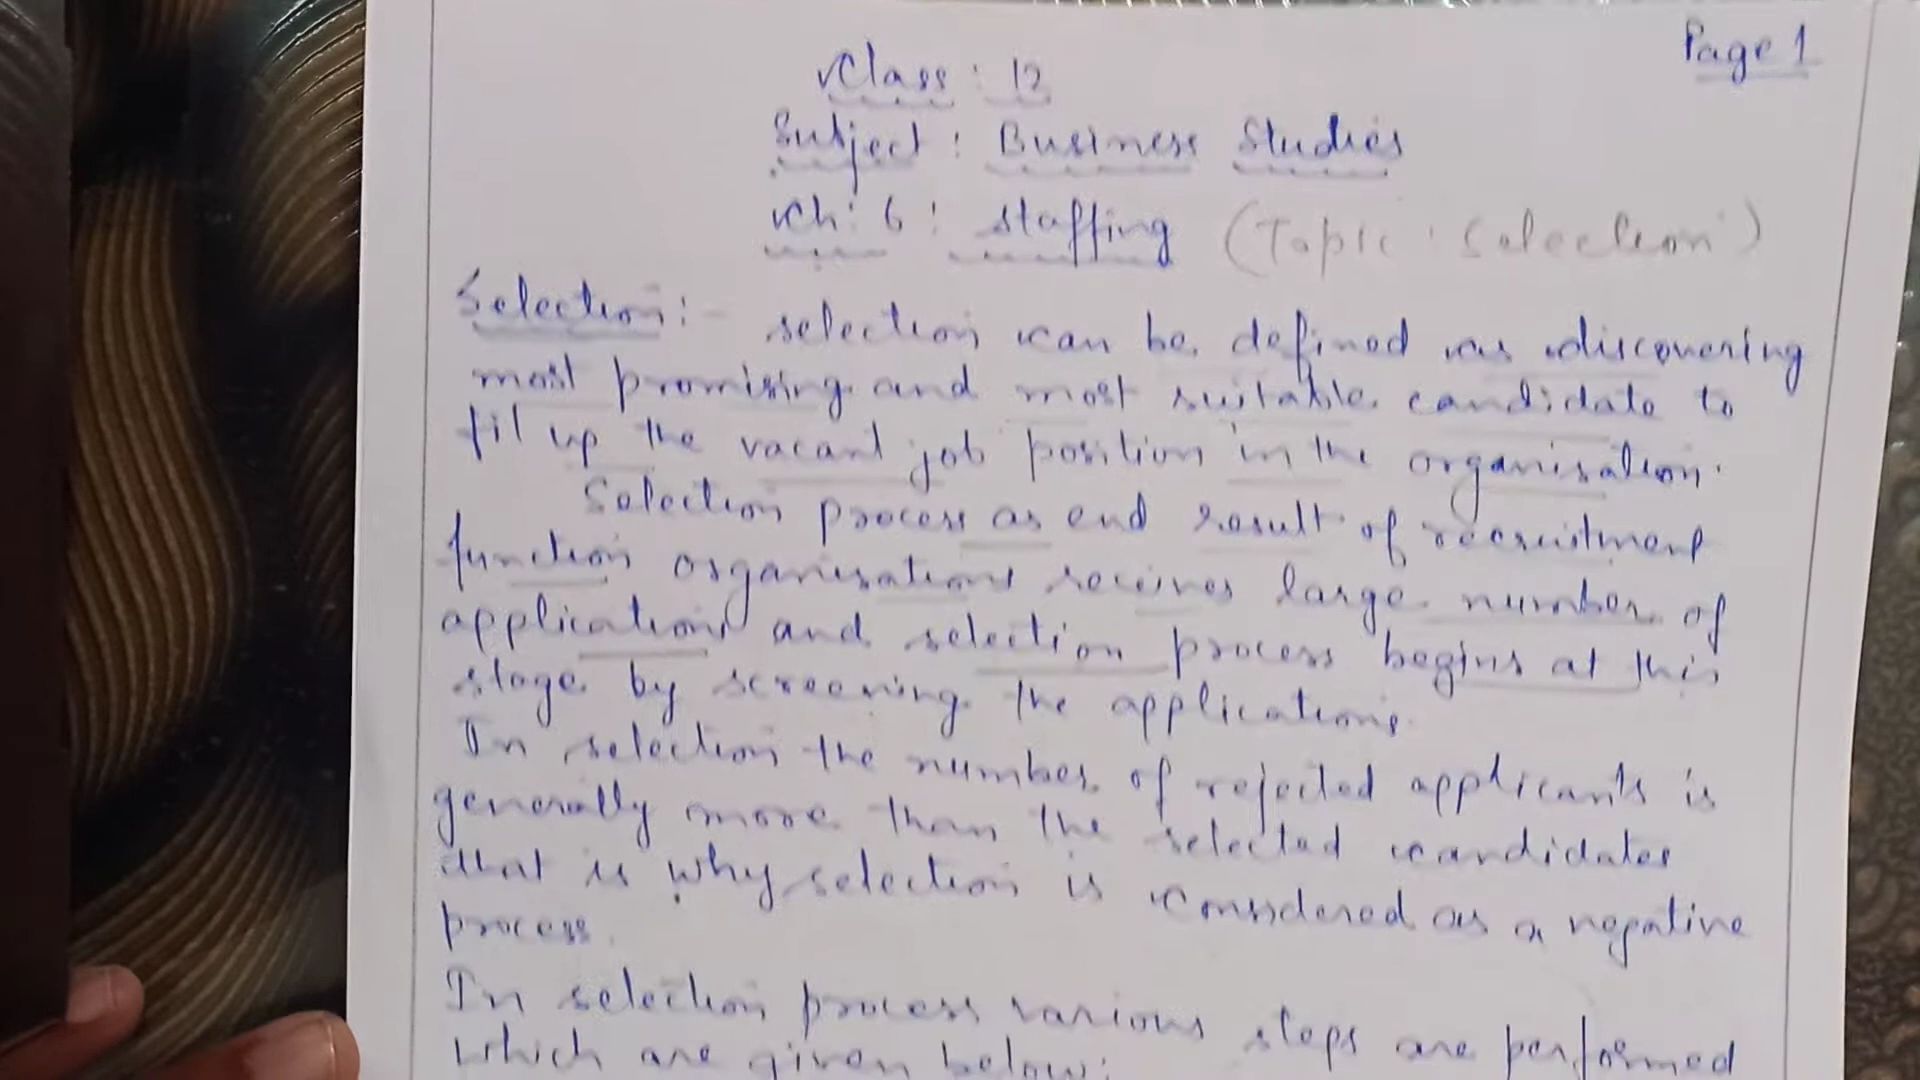 Page 1
Class : 12
Subject : Business Studies
Ch: 6 : Staffing (Topic : Selection)
Selection:- selection can be defined as discovering
most promising and most suitable candidate to
fil up the vacant job position in the organisation.
Selection process as end result of recruitment
function organisations receives large number of
applications and selection process begins at this
stage by screening the applications.
In selection the number of rejected applicants is
generally more than the selected candidates
that is why selection is considered as a negative
process.
In selection process various steps are performed
which are given below: